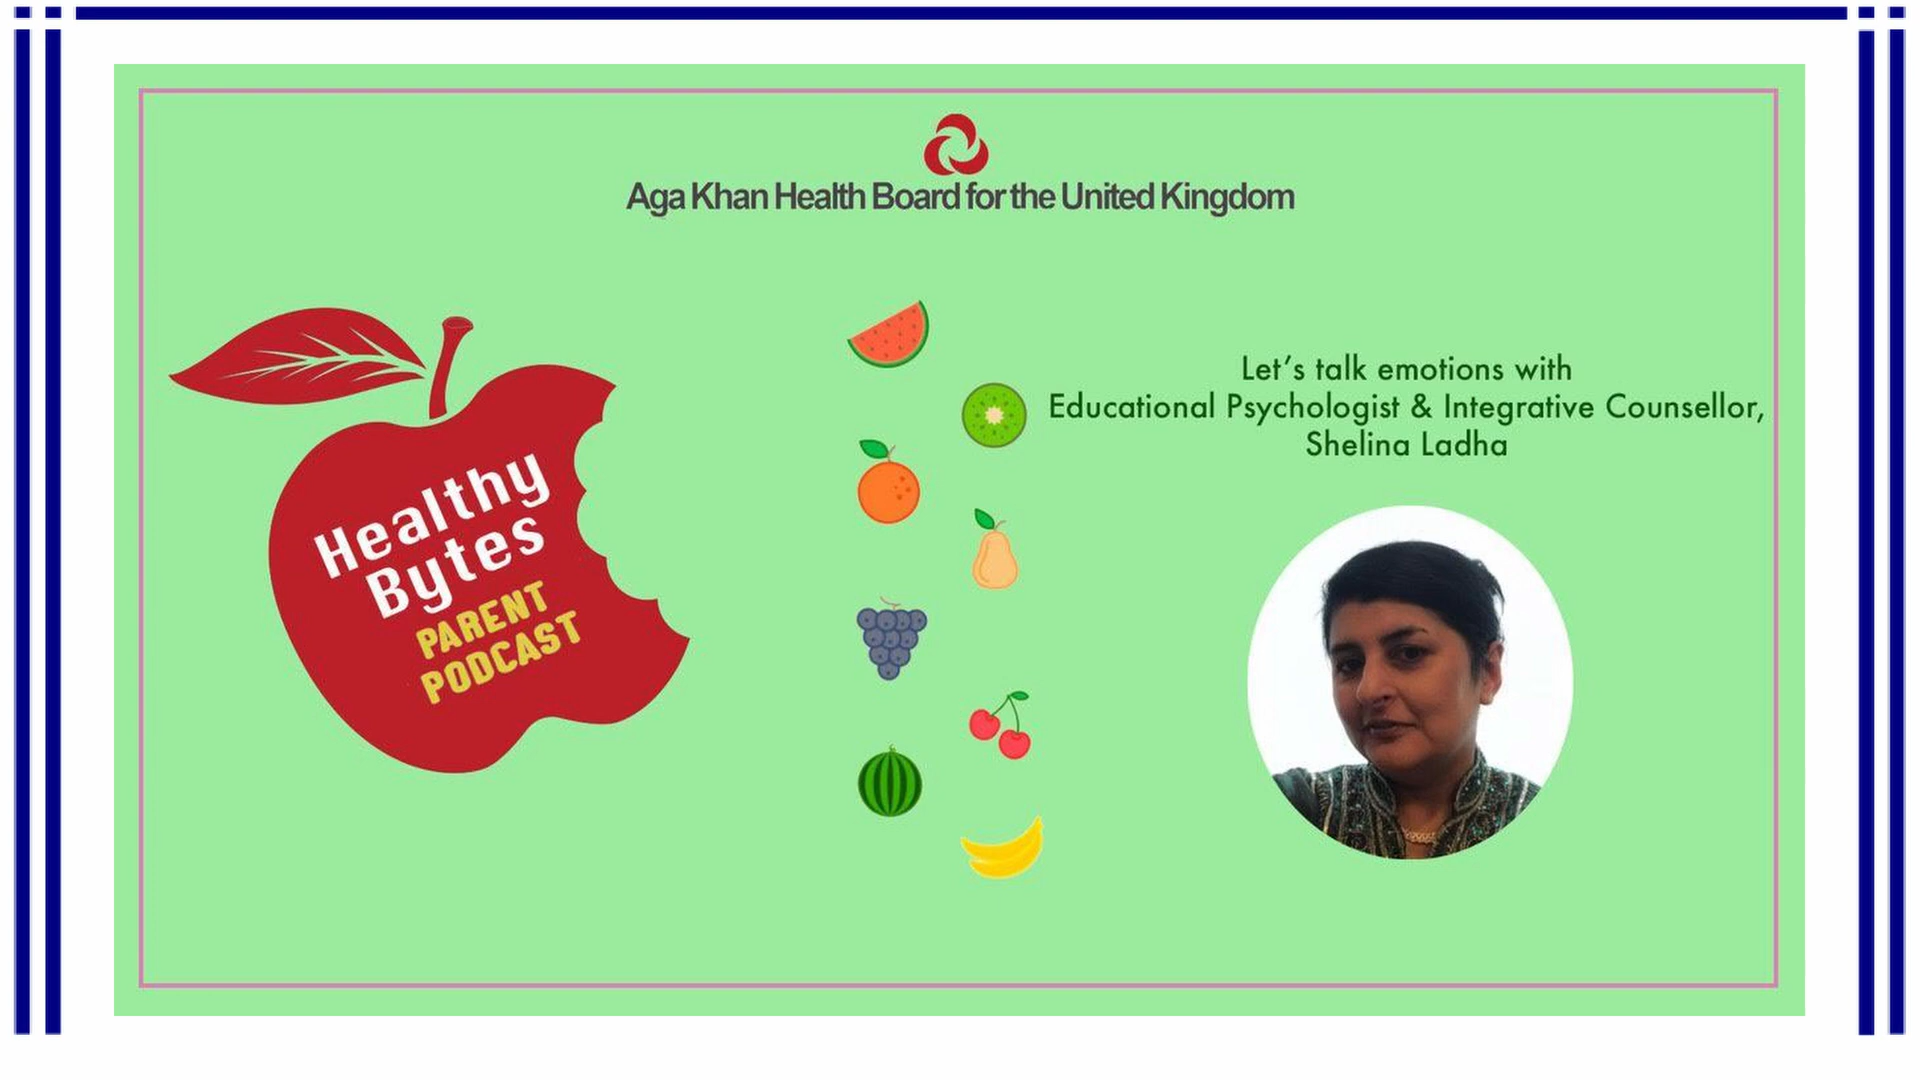 Aga Khan Health Board for the United Kingdom
Healthy
Bytes
PARENT
PODCAST
Let’s talk emotions with
Educational Psychologist & Integrative Counsellor,
Shelina Ladha